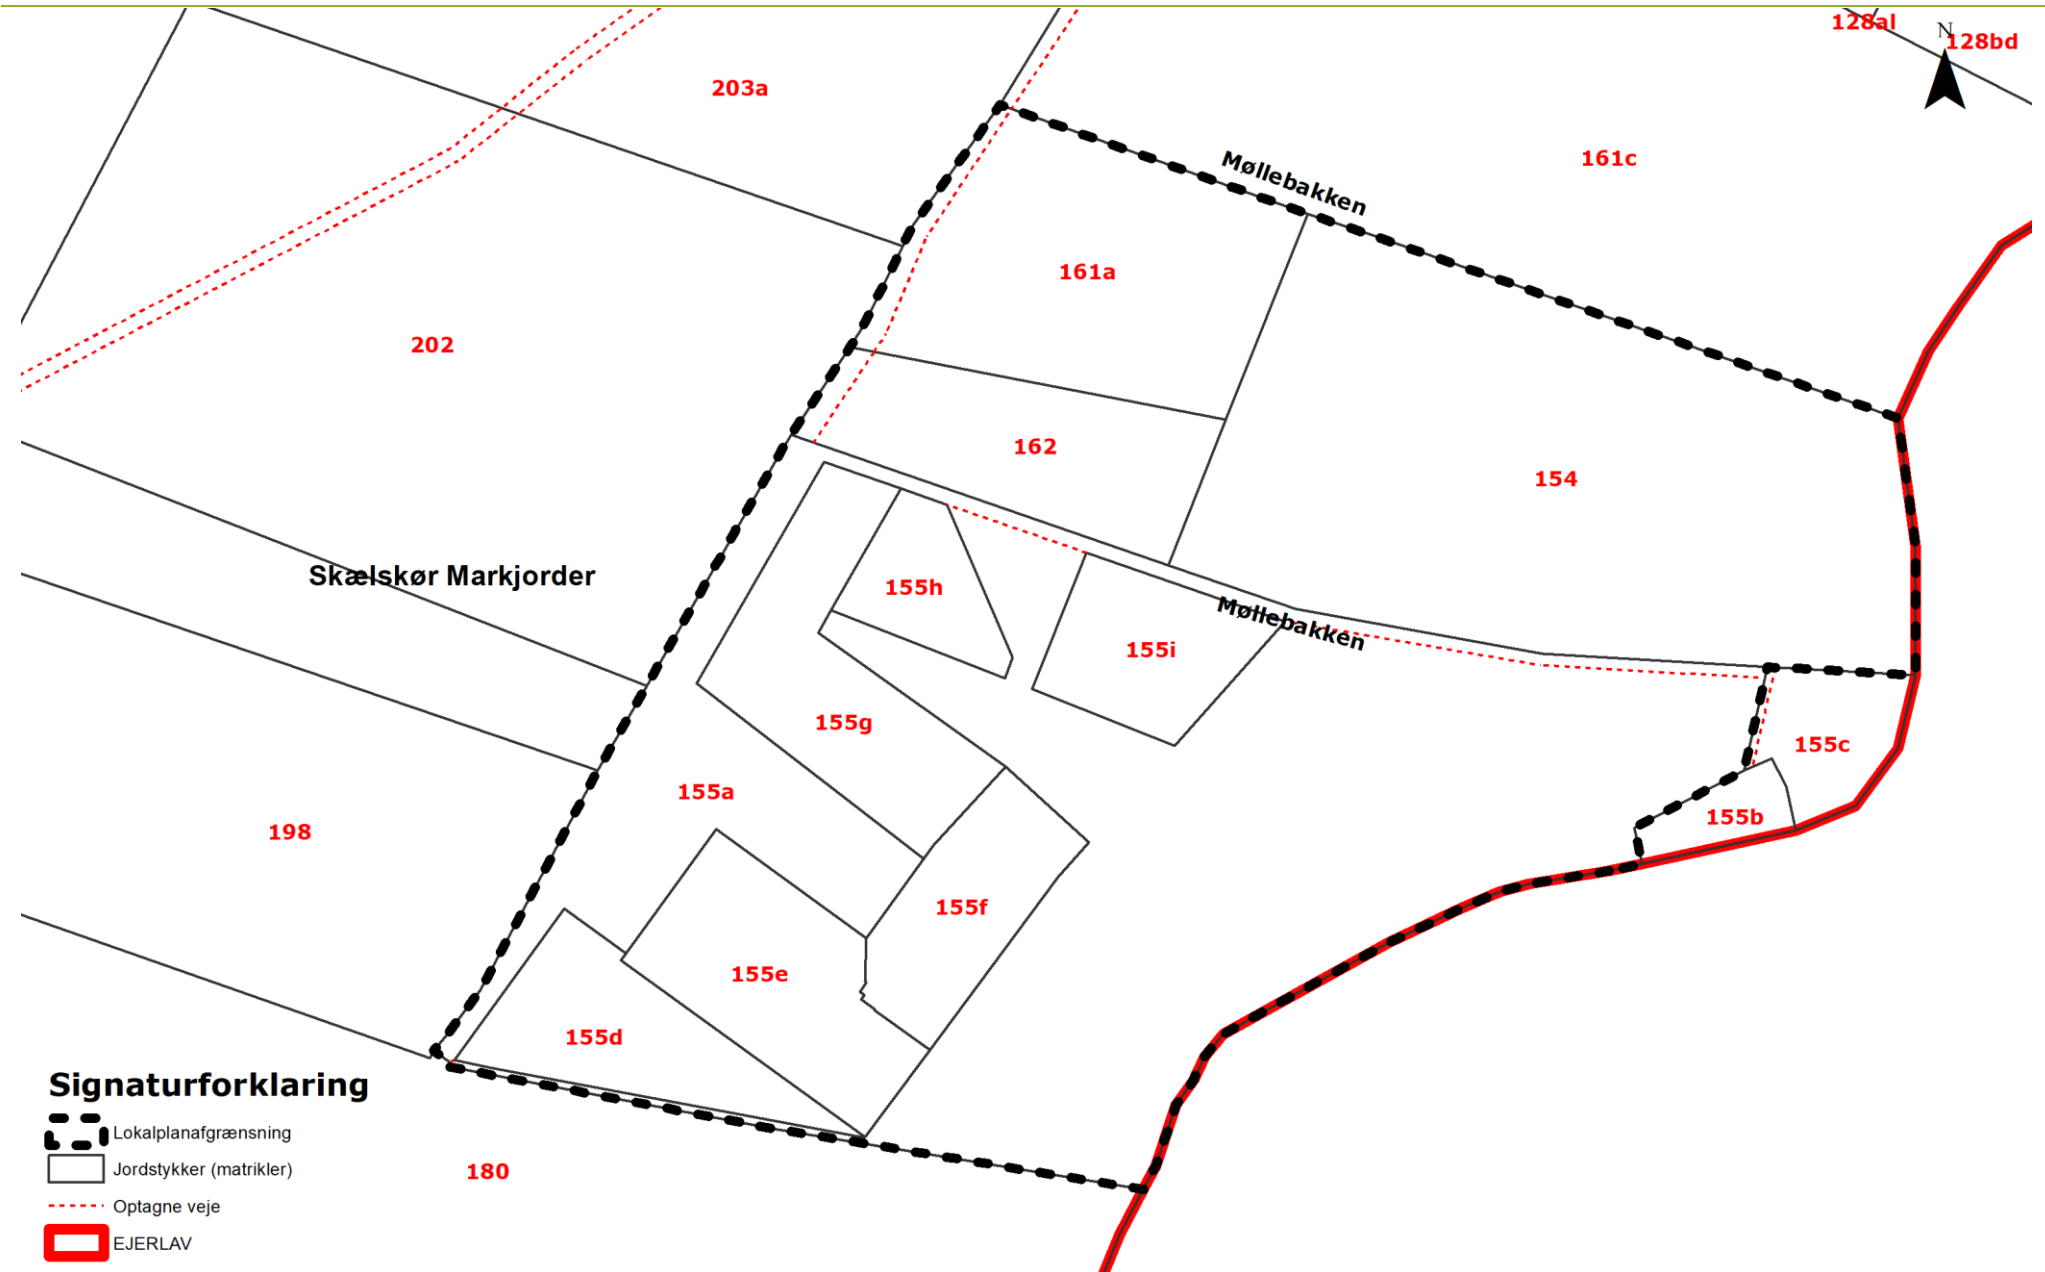 128al
N
128bd
203a
Møllebakken
161c
161a
202
162
154
Skælskør Markjorder
155h
Møllebakken
155i
155g
155c
155a
155b
198
155f
155e
155d
Signaturforklaring
Lokalplanafgrænsning
Jordstykker (matrikler)
180
Optagne veje
EJERLAV